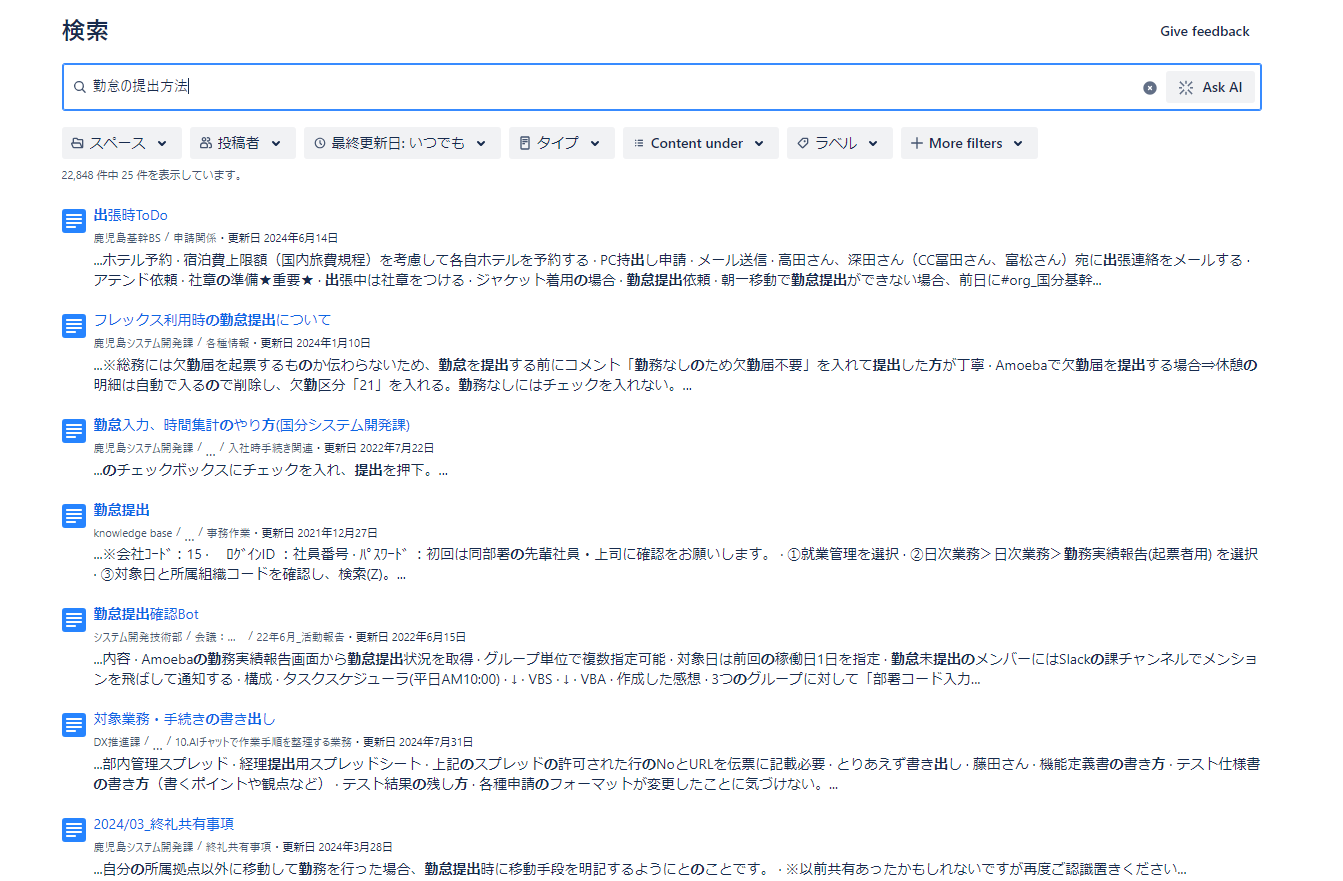 検索
Give feedback
勤怠の提出方法
Ask AI
スペース 投稿者 最終更新日: いつでも タイプ Content under ラベル More filters
22,848 件中 25 件を表示しています。
出張時ToDo
鹿児島基幹BS / 申請関係・更新日 2024年6月14日
...ホテル予約 · 宿泊費上限額（国内旅費規程）を考慮して各自ホテルを予約する · PC持出し申請 · メール送信 · 高田さん、深田さん（CC冨田さん、富松さん）宛に出張連絡をメールする ·
アテンド依頼 · 社章の準備★重要★ · 出張中は社章をつける · ジャケット着用の場合 · 勤怠提出依頼 · 朝一移動で勤怠提出ができない場合、前日に#org_国分基幹...
フレックス利用時の勤怠提出について
鹿児島システム開発課 / 各種情報・更新日 2024年1月10日
...※総務には欠勤届を起票するものか伝わらないため、勤怠を提出する前にコメント「勤務なしのため欠勤届不要」を入れて提出した方が丁寧 · Amoebaで欠勤届を提出する場合⇒休憩の
明細は自動で入るので削除し、欠勤区分「21」を入れる。勤務なしにはチェックを入れない。...
勤怠入力、時間集計のやり方(国分システム開発課)
鹿児島システム開発課 / ... / 入社時手続き関連・更新日 2022年7月22日
...のチェックボックスにチェックを入れ、提出を押下。...
勤怠提出
knowledge base / ... / 事務作業・更新日 2021年12月27日
...※会社ｺｰﾄﾞ：15 · ﾛｸﾞｲﾝID ：社員番号 · ﾊﾟｽﾜｰﾄﾞ：初回は同部署の先輩社員・上司に確認をお願いします。 · ①就業管理を選択 · ②日次業務＞日次業務＞勤務実績報告(起票者用) を選択
· ③対象日と所属組織コードを確認し、検索(Z)。...
勤怠提出確認Bot
システム開発技術部 / 会議：... / 22年6月_活動報告・更新日 2022年6月15日
...内容 · Amoebaの勤務実績報告画面から勤怠提出状況を取得 · グループ単位で複数指定可能 · 対象日は前回の稼働日1日を指定 · 勤怠未提出のメンバーにはSlackの課チャンネルでメンショ
ンを飛ばして通知する · 構成 · タスクスケジューラ(平日AM10:00) · ↓ · VBS · ↓ · VBA · 作成した感想 · 3つのグループに対して「部署コード入力...
対象業務・手続きの書き出し
DX推進課 / ... / 10.AIチャットで作業手順を整理する業務・更新日 2024年7月31日
...部内管理スプレッド · 経理提出用スプレッドシート · 上記のスプレッドの許可された行のNoとURLを伝票に記載必要 · とりあえず書き出し · 藤田さん · 機能定義書の書き方 · テスト仕様書
の書き方（書くポイントや観点など） · テスト結果の残し方 · 各種申請のフォーマットが変更したことに気づけない。...
2024/03_終礼共有事項
鹿児島システム開発課 / 終礼共有事項・更新日 2024年3月28日
...自分の所属拠点以外に移動して勤務を行った場合、勤怠提出時に移動手段を明記するようにとのことです。 · ※以前共有あったかもしれないですが再度ご認識置きください...